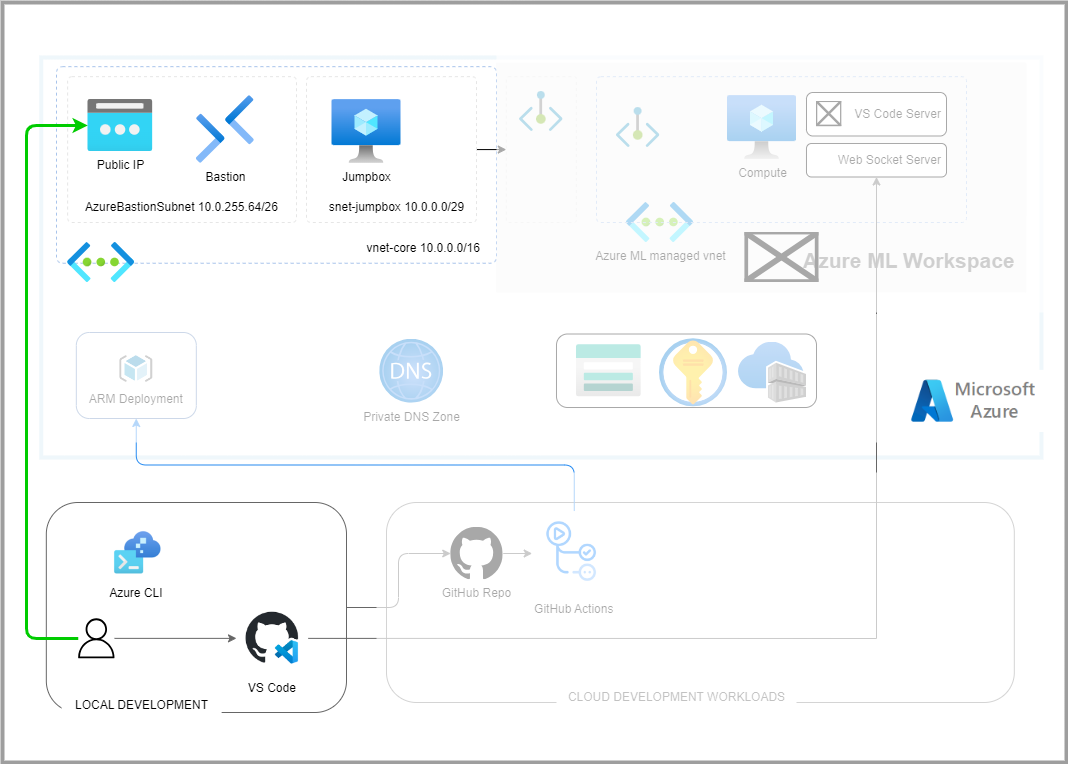 VS Code Server
Web Socket Server
Public IP
Bastion
Jumpbox
Compute
AzureBastionSubnet 10.0.255.64/26
snet-jumpbox 10.0.0.0/29
vnet-core 10.0.0.0/16
Azure ML managed vnet
Azure ML Workspace
ARM Deployment
DNS
Private DNS Zone
Microsoft
Azure
Azure CLI
GitHub Repo
GitHub Actions
VS Code
LOCAL DEVELOPMENT
CLOUD DEVELOPMENT WORKLOADS